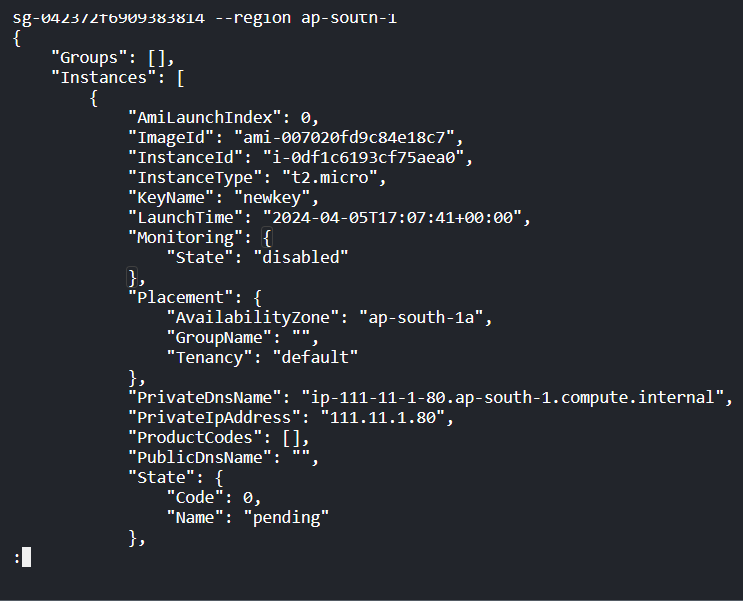 sg-042372f6909383814 --region ap-south-1
{
    "Groups": [],
    "Instances": [
        {
            "AmiLaunchIndex": 0,
            "ImageId": "ami-007020fd9c84e18c7",
            "InstanceId": "i-0df1c6193cf75aea0",
            "InstanceType": "t2.micro",
            "KeyName": "newkey",
            "LaunchTime": "2024-04-05T17:07:41+00:00",
            "Monitoring": {
                "State": "disabled"
            },
            "Placement": {
                "AvailabilityZone": "ap-south-1a",
                "GroupName": "",
                "Tenancy": "default"
            },
            "PrivateDnsName": "ip-111-11-1-80.ap-south-1.compute.internal",
            "PrivateIpAddress": "111.11.1.80",
            "ProductCodes": [],
            "PublicDnsName": "",
            "State": {
                "Code": 0,
                "Name": "pending"
            },
: